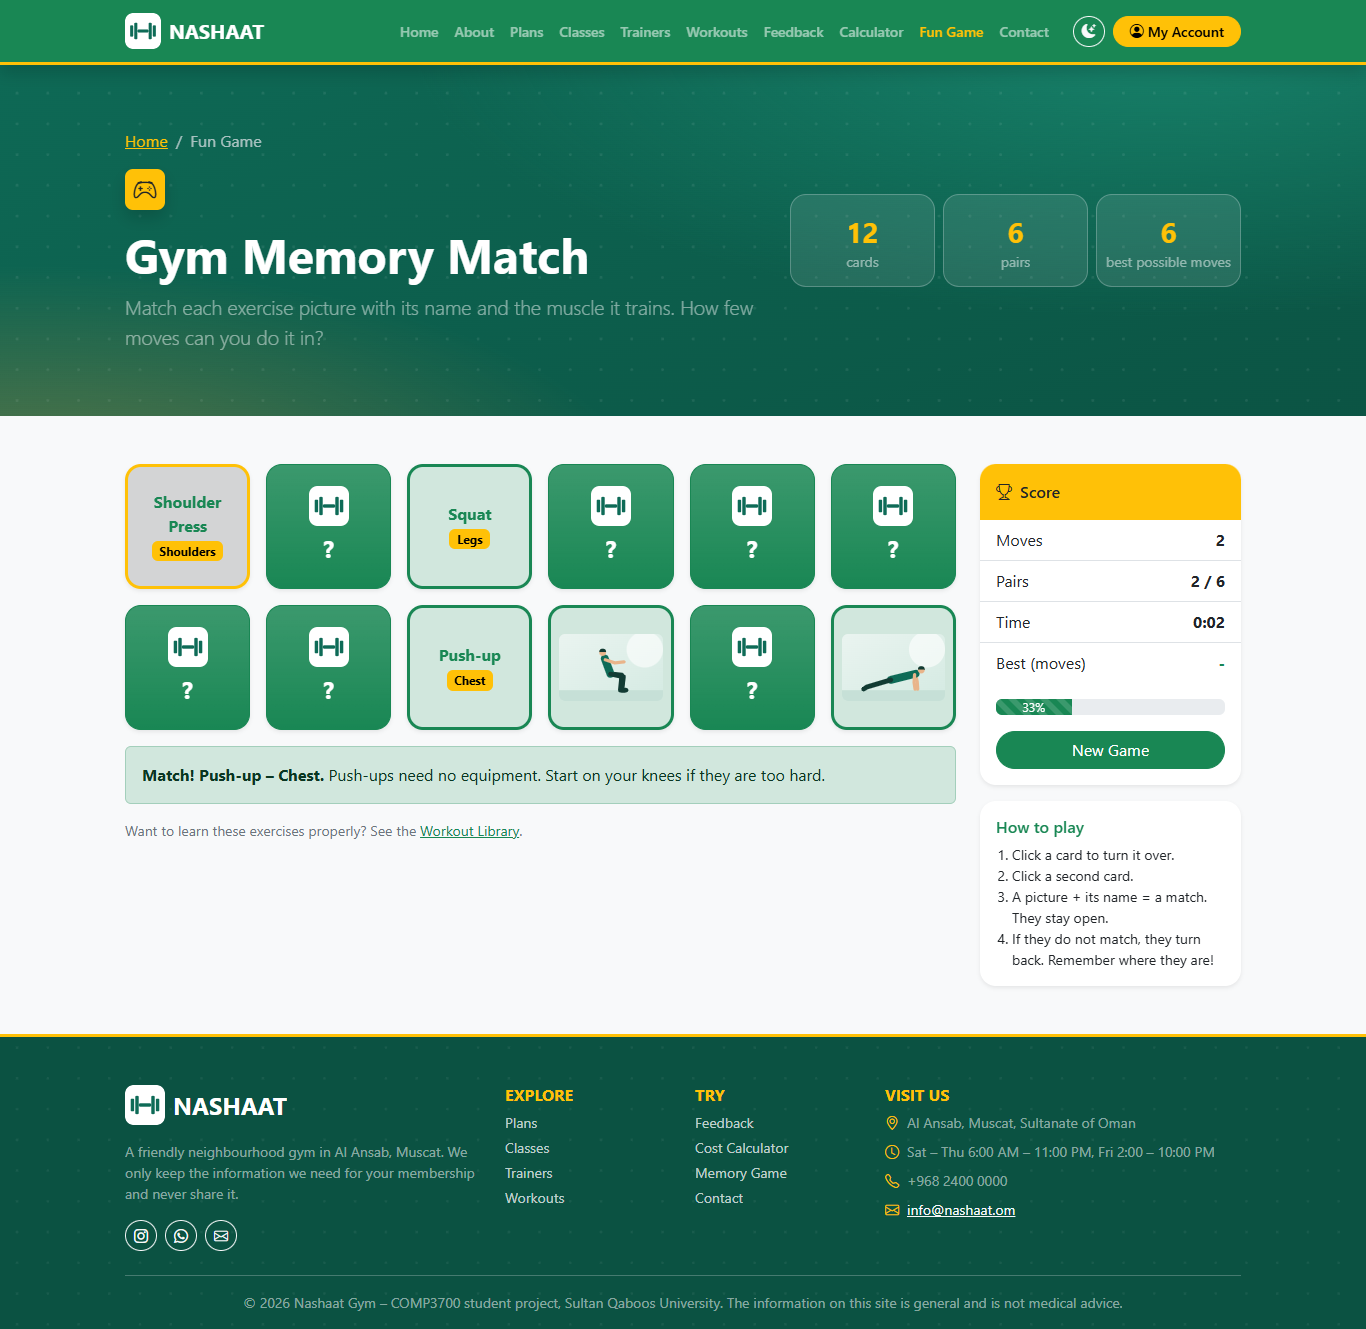 NASHAAT
Home
About
Plans
Classes
Trainers
Workouts
Feedback
Calculator
Fun Game
Contact
My Account
Home / Fun Game
Gym Memory Match
Match each exercise picture with its name and the muscle it trains. How few
moves can you do it in?
12
cards
6
pairs
6
best possible moves
Shoulder
Press
Shoulders
?
Squat
Legs
?
?
?
?
?
Push-up
Chest
?
Match! Push-up – Chest. Push-ups need no equipment. Start on your knees if they are too hard.
Want to learn these exercises properly? See the Workout Library.
Score
Moves 2
Pairs 2 / 6
Time 0:02
Best (moves) -
33%
New Game
How to play
1. Click a card to turn it over.
2. Click a second card.
3. A picture + its name = a match.
They stay open.
4. If they do not match, they turn
back. Remember where they are!
NASHAAT
A friendly neighbourhood gym in Al Ansab, Muscat. We
only keep the information we need for your membership
and never share it.
EXPLORE
Plans
Classes
Trainers
Workouts
TRY
Feedback
Cost Calculator
Memory Game
Contact
VISIT US
Al Ansab, Muscat, Sultanate of Oman
Sat – Thu 6:00 AM – 11:00 PM, Fri 2:00 – 10:00 PM
+968 2400 0000
info@nashaat.om
© 2026 Nashaat Gym – COMP3700 student project, Sultan Qaboos University. The information on this site is general and is not medical advice.